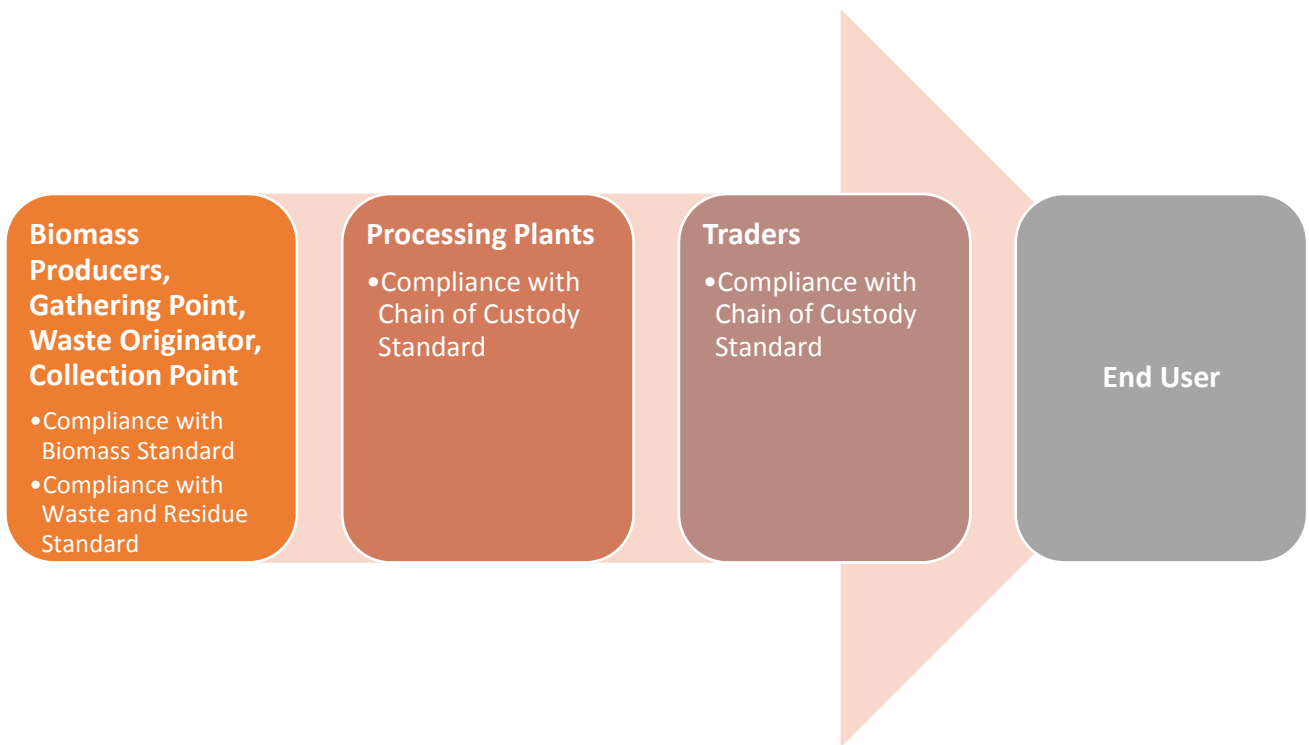 Biomass
Producers,
Gathering Point,
Waste Originator,
Collection Point
•Compliance with
Biomass Standard
•Compliance with
Waste and Residue
Standard
Processing Plants
•Compliance with
Chain of Custody
Standard
Traders
•Compliance with
Chain of Custody
Standard
End User